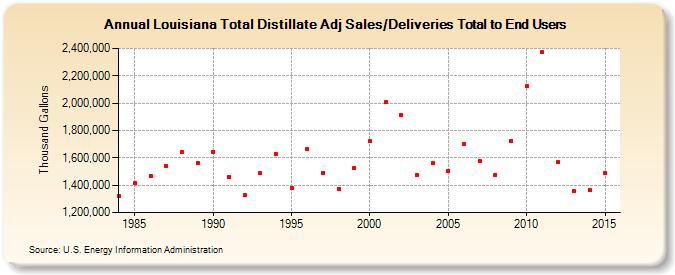 Annual Louisiana Total Distillate Adj Sales/Deliveries Total to End Users
Thousand Gallons
2,400,000
2,200,000
2,000,000
1,800,000
1,600,000
1,400,000
1,200,000
1985 1990 1995 2000 2005 2010 2015
Source: U.S. Energy Information Administration